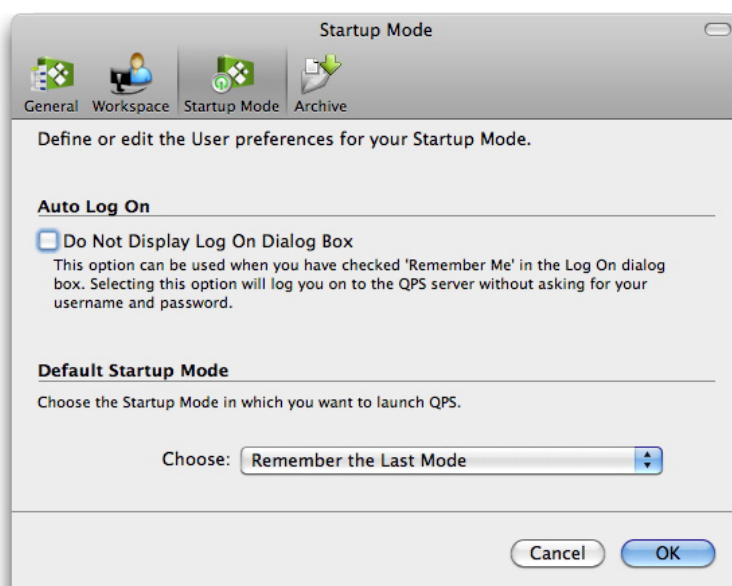 Startup Mode
General Workspace Startup Mode Archive
Define or edit the User preferences for your Startup Mode.
Auto Log On
Do Not Display Log On Dialog Box
This option can be used when you have checked 'Remember Me' in the Log On dialog
box. Selecting this option will log you on to the QPS server without asking for your
username and password.
Default Startup Mode
Choose the Startup Mode in which you want to launch QPS.
Choose: Remember the Last Mode
Cancel OK